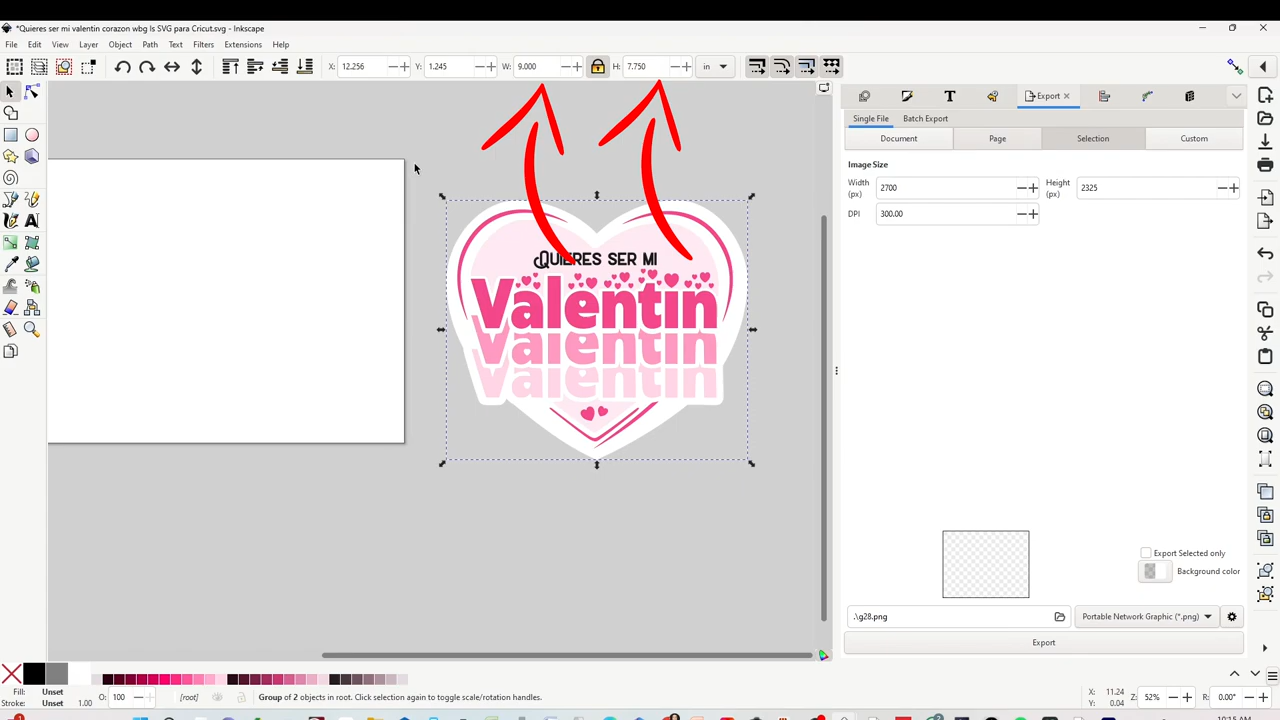 *Quieres ser mi valentin corazon wbg ls SVG para Cricut.svg - Inkscape
File Edit View Layer Object Path Text Filters Extensions Help
X: 12.256 Y: 1.245 W: 9.000 H: 7.750 in
Export
Single File Batch Export
Document Page Selection Custom
Image Size
Width (px) 2700 Height (px) 2325
DPI 300.00
Quieres ser mi
Valentin
Valentin
Valentin
Export Selected only
Background color
.\g28.png Portable Network Graphic (*.png)
Export
Fill: Unset
Stroke: Unset 1.00
O: 100
[root]
Group of 2 objects in root. Click selection again to toggle scale/rotation handles.
X: 11.24
Y: 0.04
Z: 52%
R: 0.00°
10:15 AM